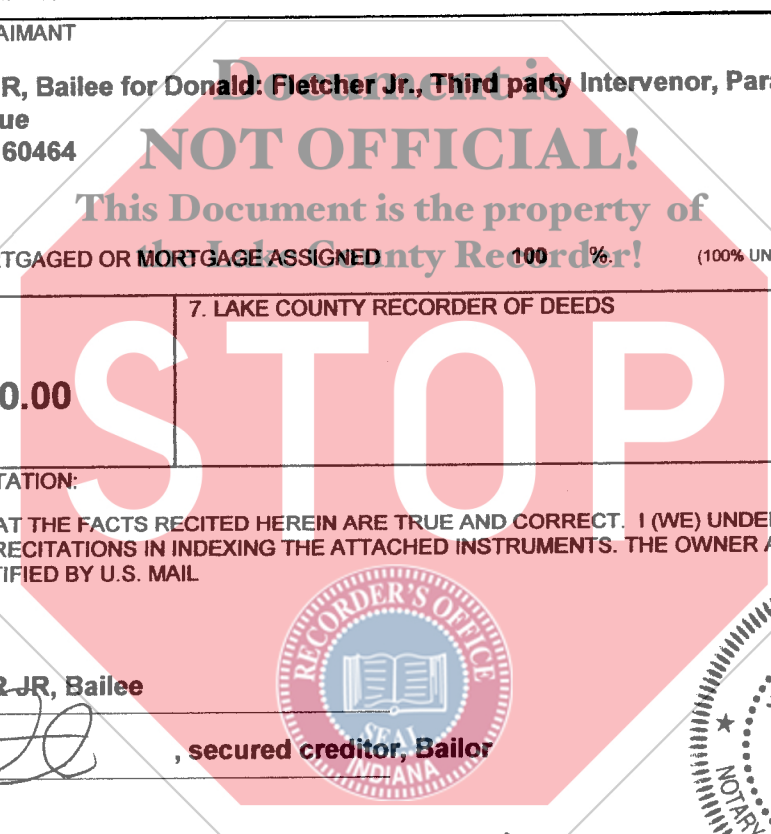 AIMANT
Document is
R, Bailee for Donald: Fletcher Jr., Third party Intervenor, Para
ue
NOT OFFICIAL!
60464
This Document is the property of
the Lake County Recorder!
TGAGED OR MORTGAGE ASSIGNED 100 %. (100% UN
7. LAKE COUNTY RECORDER OF DEEDS
0.00
STOP
TATION:
AT THE FACTS RECITED HEREIN ARE TRUE AND CORRECT. I (WE) UNDE
RECITATIONS IN INDEXING THE ATTACHED INSTRUMENTS. THE OWNER A
TIFIED BY U.S. MAIL
RECORDER'S OFFICE
SEAL
INDIANA
R JR, Bailee
, secured creditor, Bailor
NOTARY